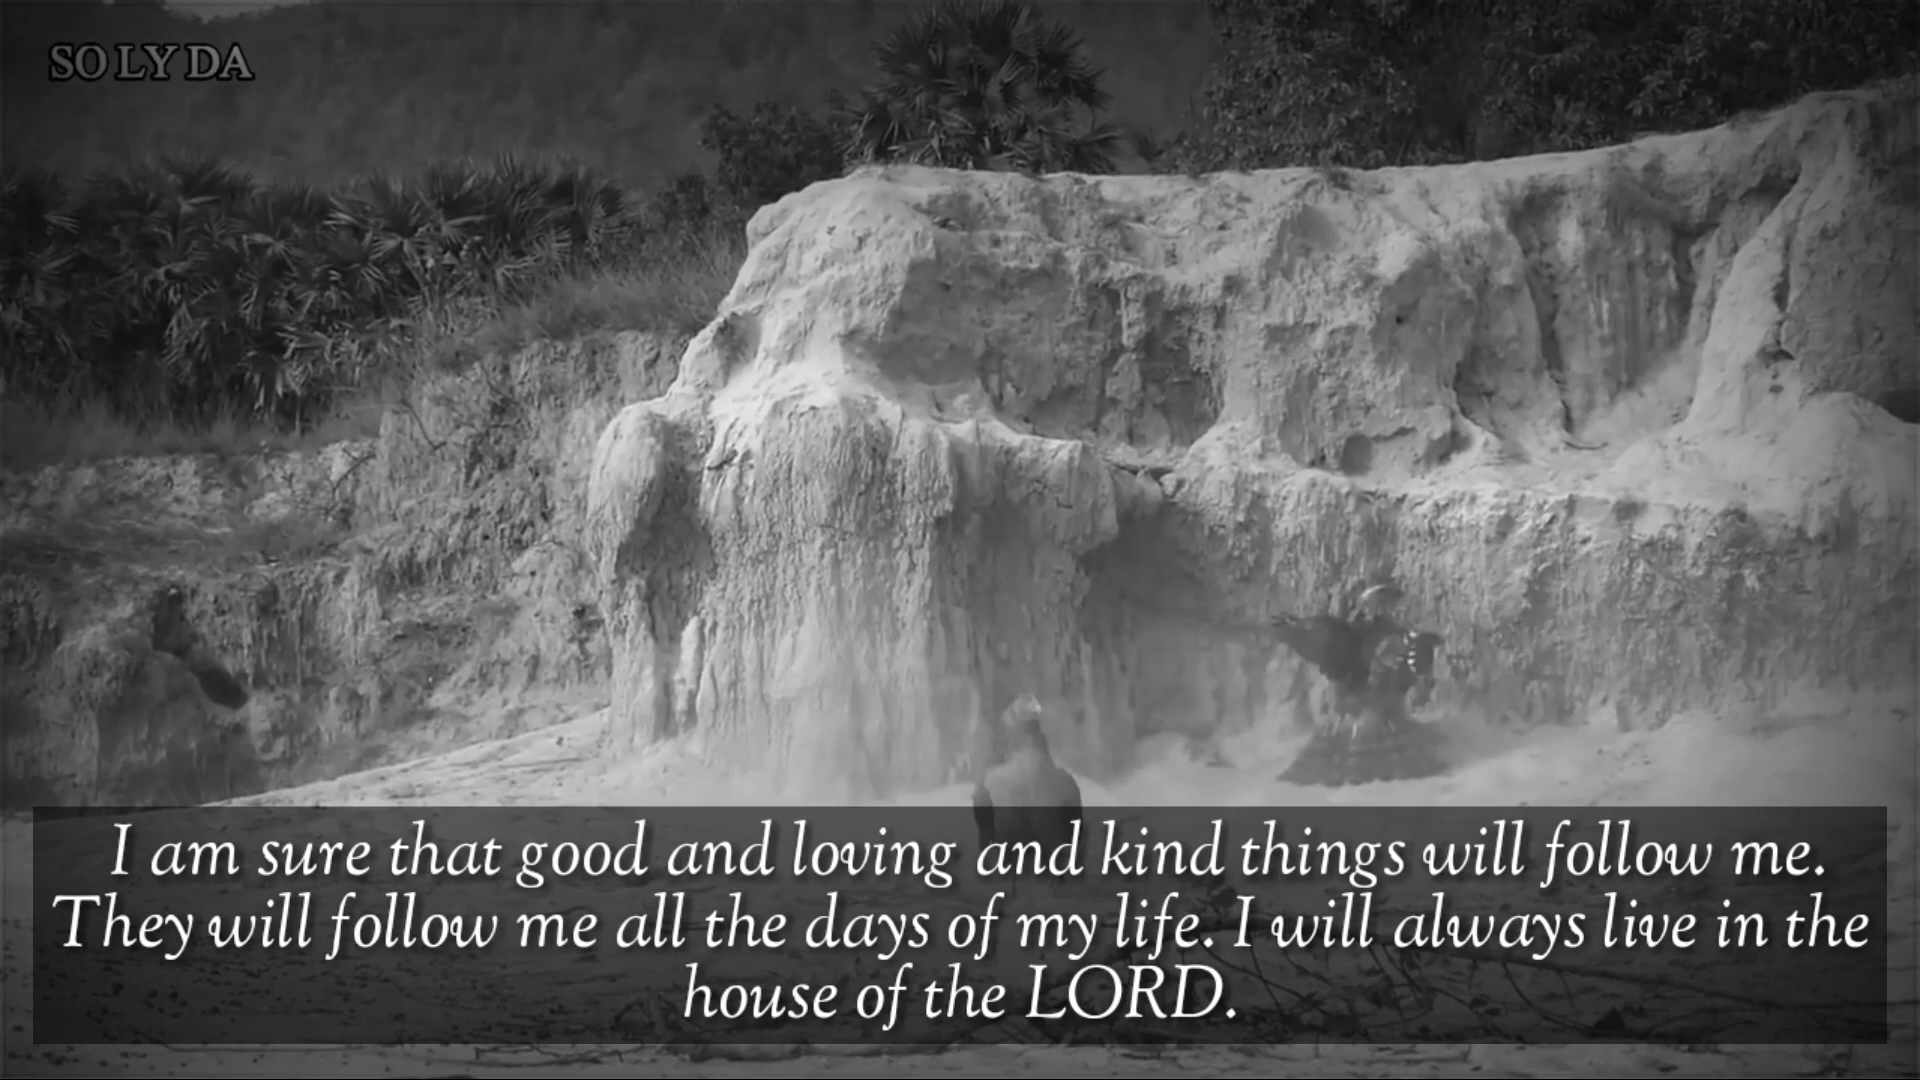 SO LY DA
I am sure that good and loving and kind things will follow me.
They will follow me all the days of my life. I will always live in the
house of the LORD.